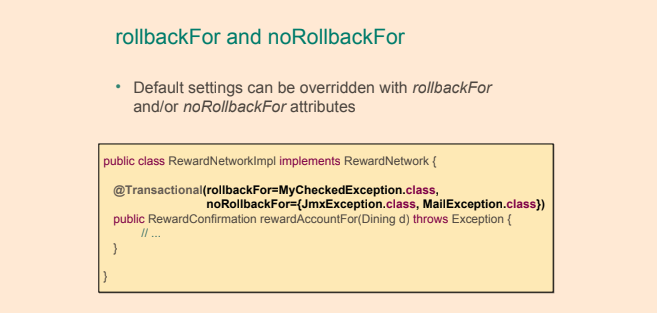 rollbackFor and noRollbackFor
• Default settings can be overridden with rollbackFor
and/or noRollbackFor attributes
public class RewardNetworkImpl implements RewardNetwork {
@Transactional(rollbackFor=MyCheckedException.class,
noRollbackFor={JmxException.class, MailException.class})
public RewardConfirmation rewardAccountFor(Dining d) throws Exception {
// ...
}
}